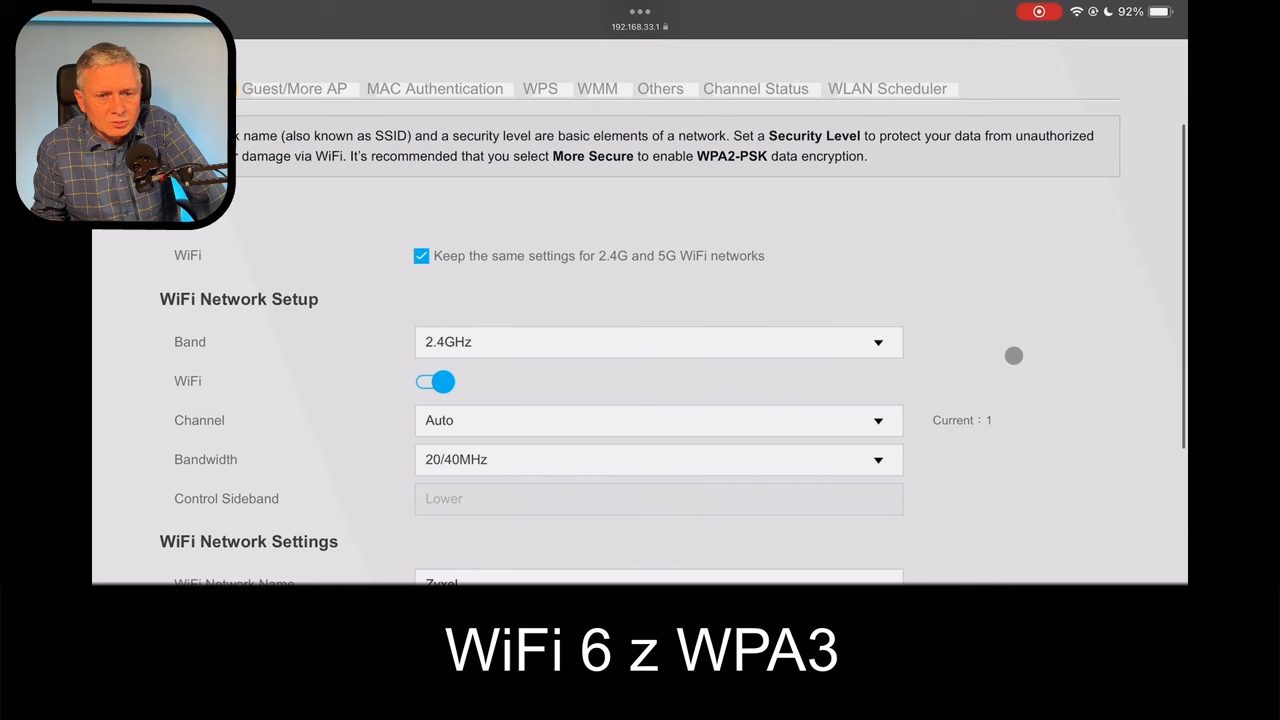 192.168.33.1
92%
Guest/More AP MAC Authentication WPS WMM Others Channel Status WLAN Scheduler
k name (also known as SSID) and a security level are basic elements of a network. Set a Security Level to protect your data from unauthorized
damage via WiFi. It's recommended that you select More Secure to enable WPA2-PSK data encryption.
WiFi Keep the same settings for 2.4G and 5G WiFi networks
WiFi Network Setup
Band 2.4GHz
WiFi
Channel Auto Current : 1
Bandwidth 20/40MHz
Control Sideband Lower
WiFi Network Settings
WiFi Network Name Zyxel
WiFi 6 z WPA3